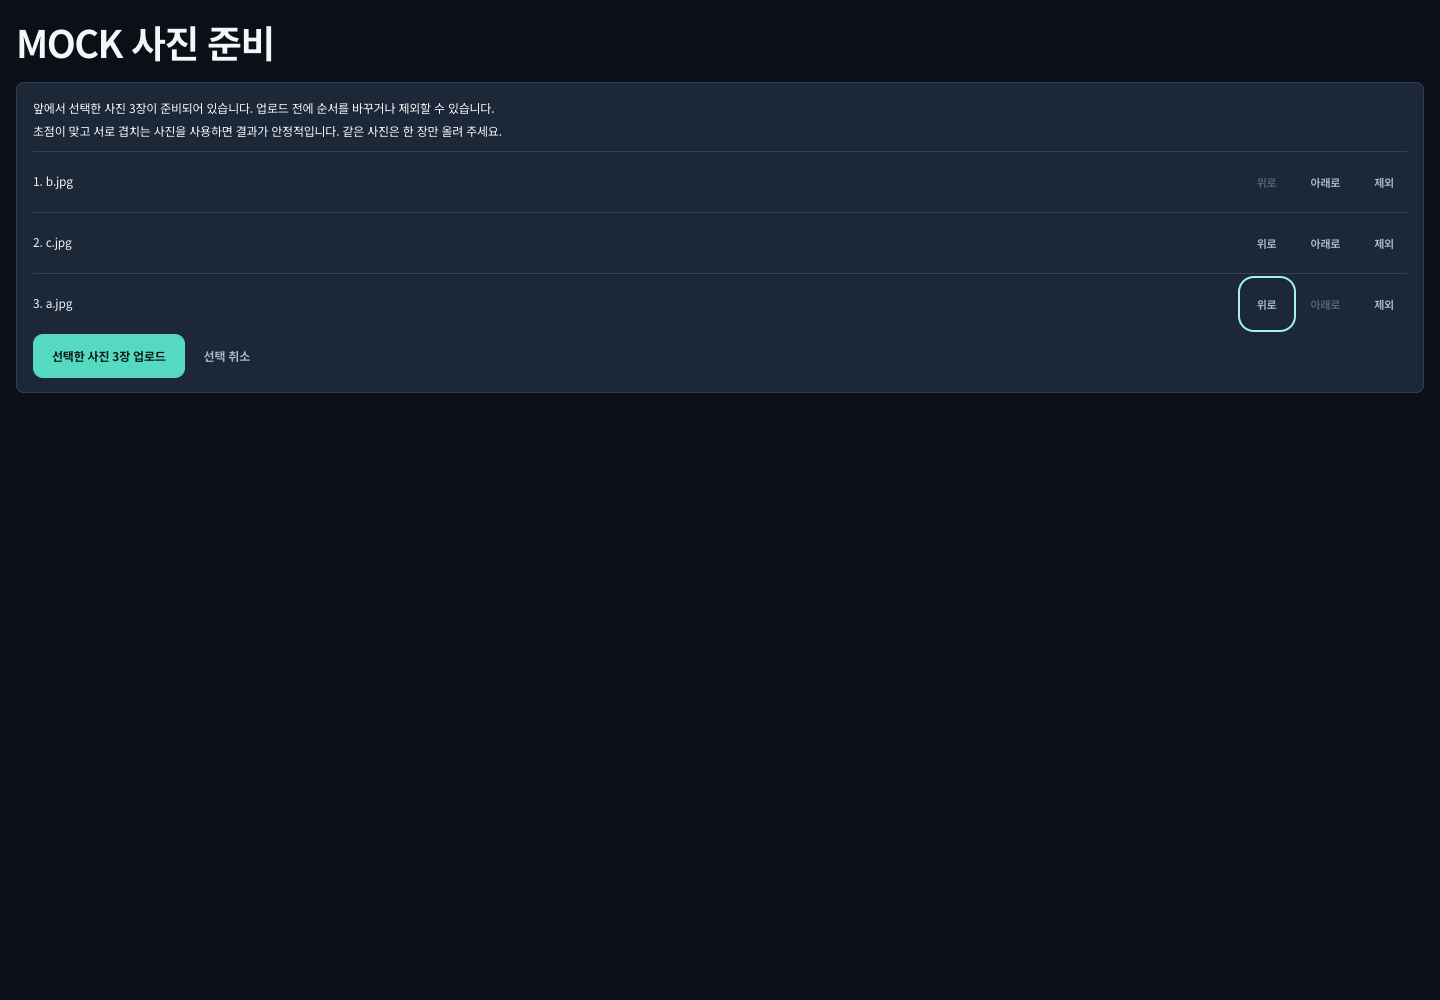 MOCK 사진 준비
앞에서 선택한 사진 3장이 준비되어 있습니다. 업로드 전에 순서를 바꾸거나 제외할 수 있습니다.
초점이 맞고 서로 겹치는 사진을 사용하면 결과가 안정적입니다. 같은 사진은 한 장만 올려 주세요.
1. b.jpg 위로 아래로 제외
2. c.jpg 위로 아래로 제외
3. a.jpg 위로 아래로 제외
선택한 사진 3장 업로드 선택 취소